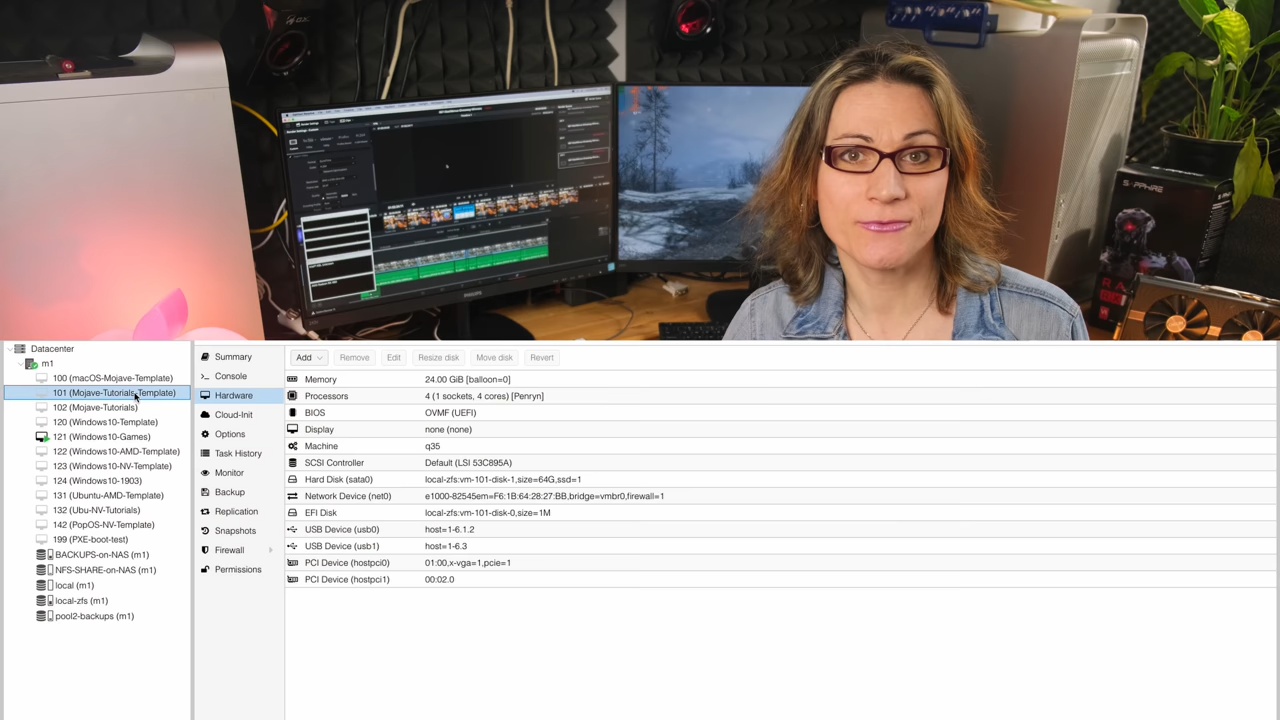 SAPPHIRE
PHILIPS
Datacenter
m1
100 (macOS-Mojave-Template)
101 (Mojave-Tutorials-Template)
102 (Mojave-Tutorials)
120 (Windows10-Template)
121 (Windows10-Games)
122 (Windows10-AMD-Template)
123 (Windows10-NV-Template)
124 (Windows10-1903)
131 (Ubuntu-AMD-Template)
132 (Ubu-NV-Tutorials)
142 (PopOS-NV-Template)
199 (PXE-boot-test)
BACKUPS-on-NAS (m1)
NFS-SHARE-on-NAS (m1)
local (m1)
local-zfs (m1)
pool2-backups (m1)
Summary
Console
Hardware
Cloud-Init
Options
Task History
Monitor
Backup
Replication
Snapshots
Firewall
Permissions
Add Remove Edit Resize disk Move disk Revert
Memory 24.00 GiB [balloon=0]
Processors 4 (1 sockets, 4 cores) [Penryn]
BIOS OVMF (UEFI)
Display none (none)
Machine q35
SCSI Controller Default (LSI 53C895A)
Hard Disk (sata0) local-zfs:vm-101-disk-1,size=64G,ssd=1
Network Device (net0) e1000-82545em=F6:1B:64:28:27:BB,bridge=vmbr0,firewall=1
EFI Disk local-zfs:vm-101-disk-0,size=1M
USB Device (usb0) host=1-6.1.2
USB Device (usb1) host=1-6.3
PCI Device (hostpci0) 01:00,x-vga=1,pcie=1
PCI Device (hostpci1) 00:02.0